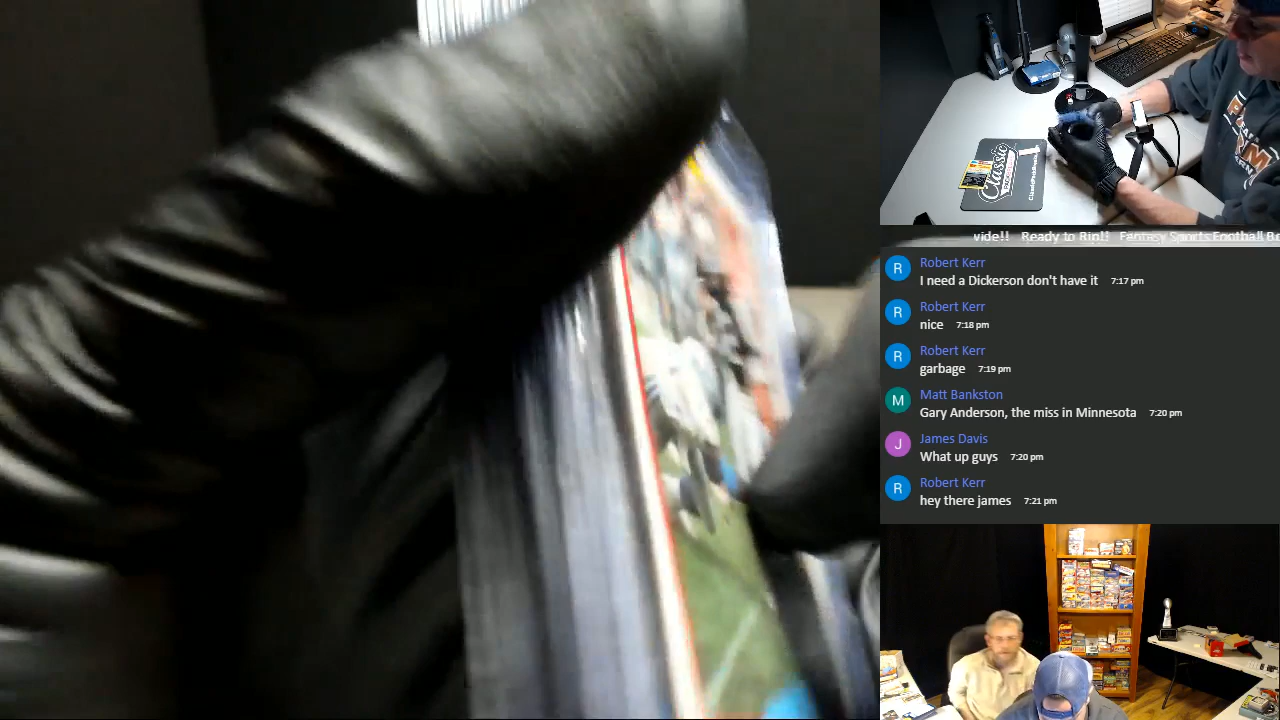 vide!! Ready to Rip!! Fantasy Sports Football Br
R Robert Kerr
I need a Dickerson don't have it 7:17 pm
R Robert Kerr
nice 7:18 pm
R Robert Kerr
garbage 7:19 pm
M Matt Bankston
Gary Anderson, the miss in Minnesota 7:20 pm
J James Davis
What up guys 7:20 pm
R Robert Kerr
hey there james 7:21 pm
Classic